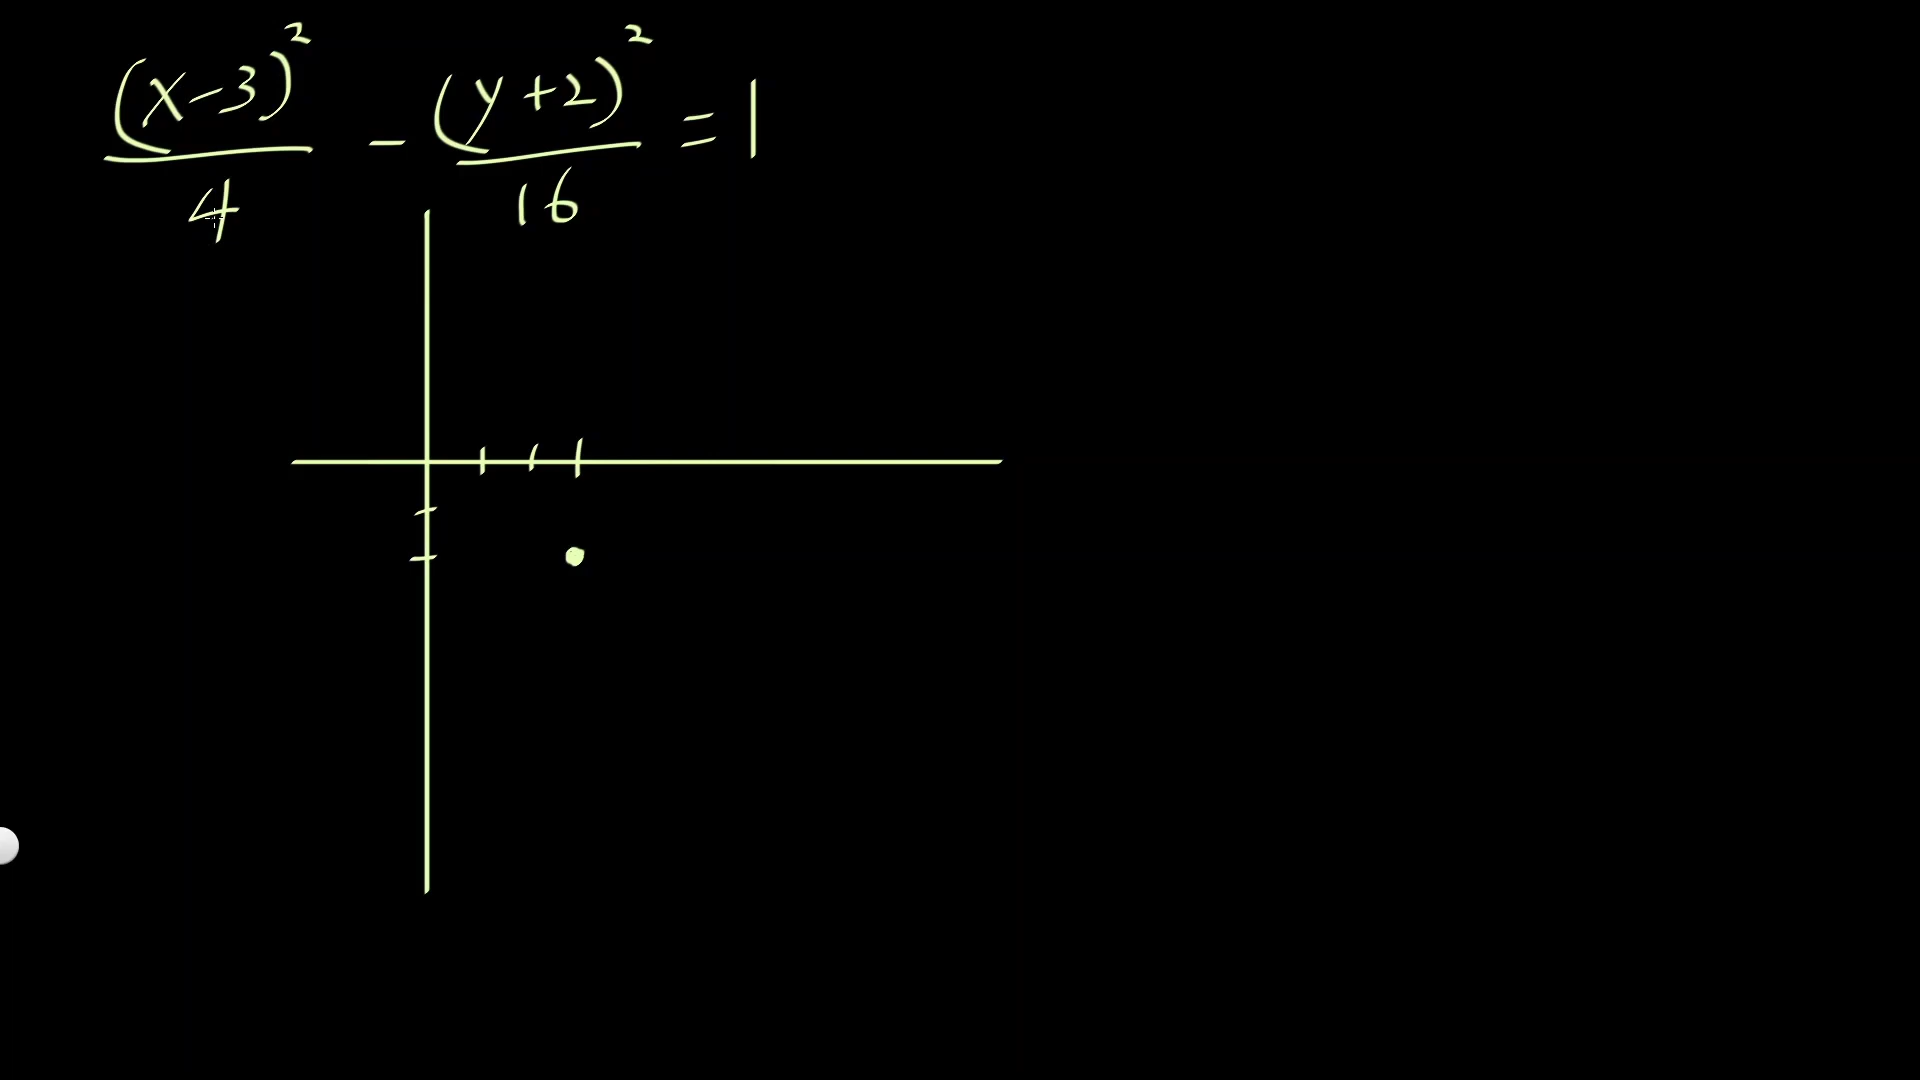 (x-3)²/4 - (y+2)²/16 = 1